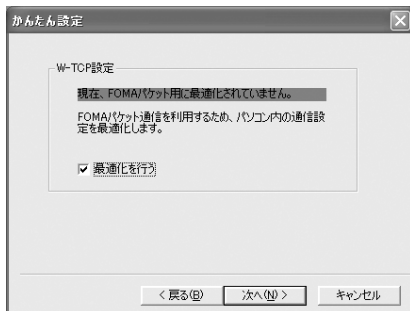 かんたん設定
W-TCP設定
現在、FOMAパケット用に最適化されていません。
FOMAパケット通信を利用するため、パソコン内の通信設
定を最適化します。
最適化を行う
< 戻る(B)
次へ(N) >
キャンセル